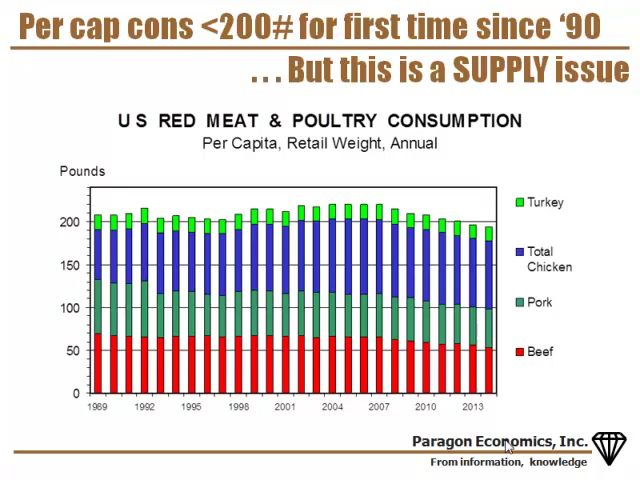 Per cap cons <200# for first time since ‘90
. . . But this is a SUPPLY issue
U S RED MEAT & POULTRY CONSUMPTION
Per Capita, Retail Weight, Annual
Pounds
200
150
100
50
0
1989 1992 1995 1998 2001 2004 2007 2010 2013
Turkey
Total
Chicken
Pork
Beef
Paragon Economics, Inc.
From information, knowledge